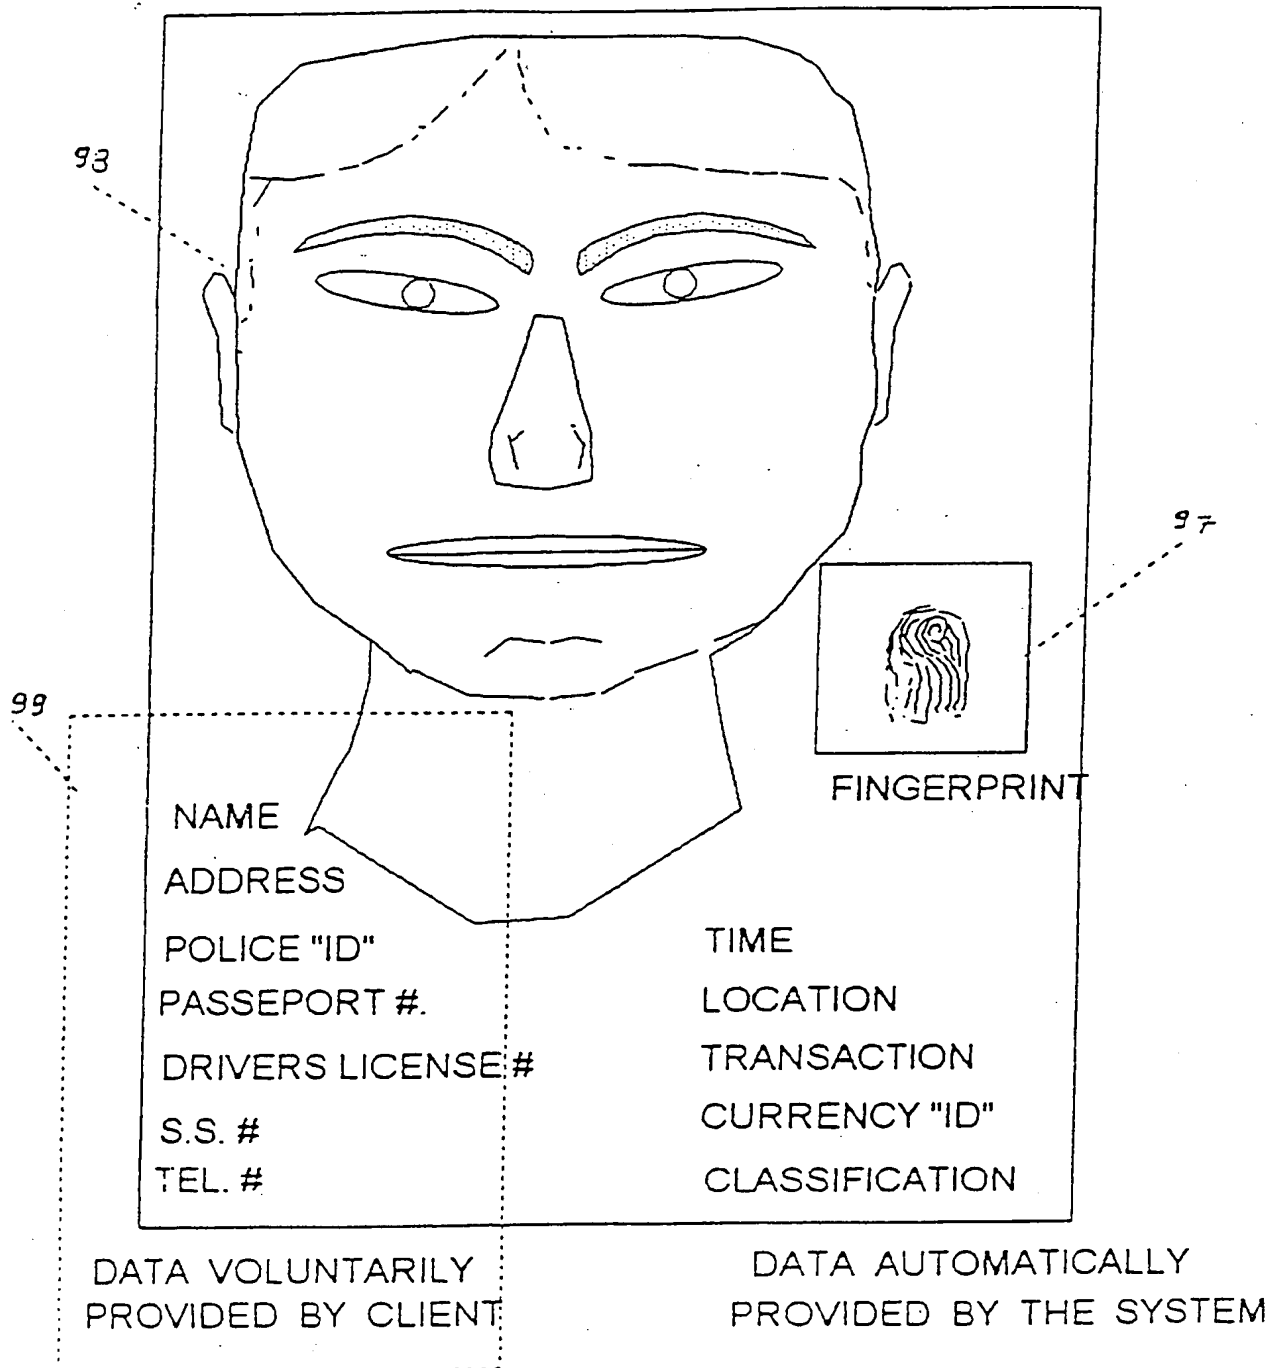 93
97
99
FINGERPRINT
NAME
ADDRESS
POLICE "ID"
PASSEPORT #.
DRIVERS LICENSE #
S.S. #
TEL. #
TIME
LOCATION
TRANSACTION
CURRENCY "ID"
CLASSIFICATION
DATA VOLUNTARILY
PROVIDED BY CLIENT
DATA AUTOMATICALLY
PROVIDED BY THE SYSTEM